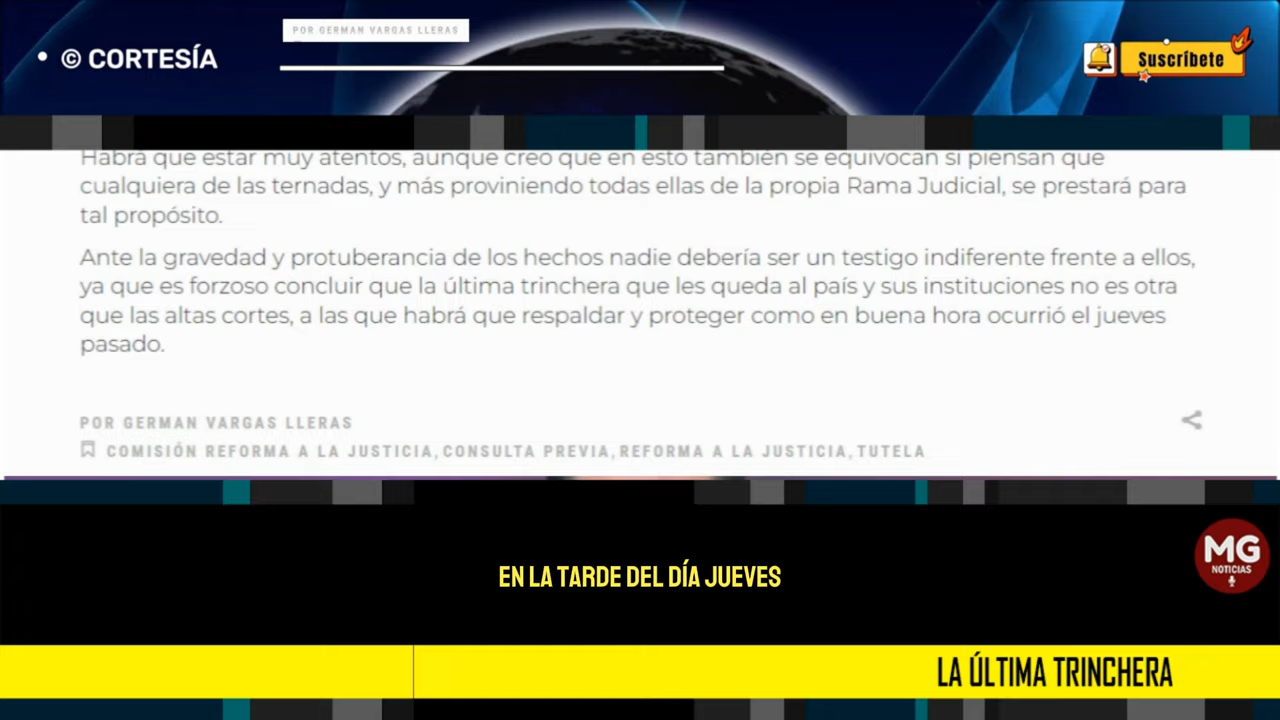 POR GERMAN VARGAS LLERAS
• © CORTESÍA
Suscríbete
Habrá que estar muy atentos, aunque creo que en esto también se equivocan si piensan que
cualquiera de las ternadas, y más proviniendo todas ellas de la propia Rama Judicial, se prestará para
tal propósito.
Ante la gravedad y protuberancia de los hechos nadie debería ser un testigo indiferente frente a ellos,
ya que es forzoso concluir que la última trinchera que les queda al país y sus instituciones no es otra
que las altas cortes, a las que habrá que respaldar y proteger como en buena hora ocurrió el jueves
pasado.
POR GERMAN VARGAS LLERAS
COMISIÓN REFORMA A LA JUSTICIA, CONSULTA PREVIA, REFORMA A LA JUSTICIA, TUTELA
MG
NOTICIAS
EN LA TARDE DEL DÍA JUEVES
LA ÚLTIMA TRINCHERA